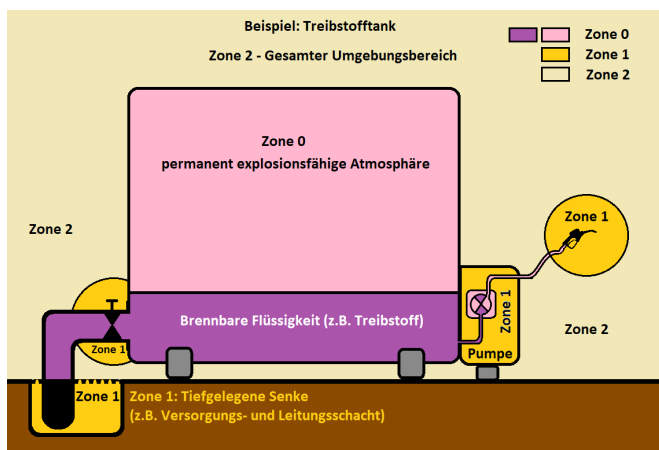 Beispiel: Treibstofftank
Zone 2 - Gesamter Umgebungsbereich
Zone 0
Zone 1
Zone 2
Zone 0
permanent explosionsfähige Atmosphäre
Zone 1
Zone 2
Zone 1
Zone 2
Brennbare Flüssigkeit (z.B. Treibstoff)
Zone 1
Pumpe
Zone 1
Zone 1: Tiefgelegene Senke
(z.B. Versorgungs- und Leitungsschacht)